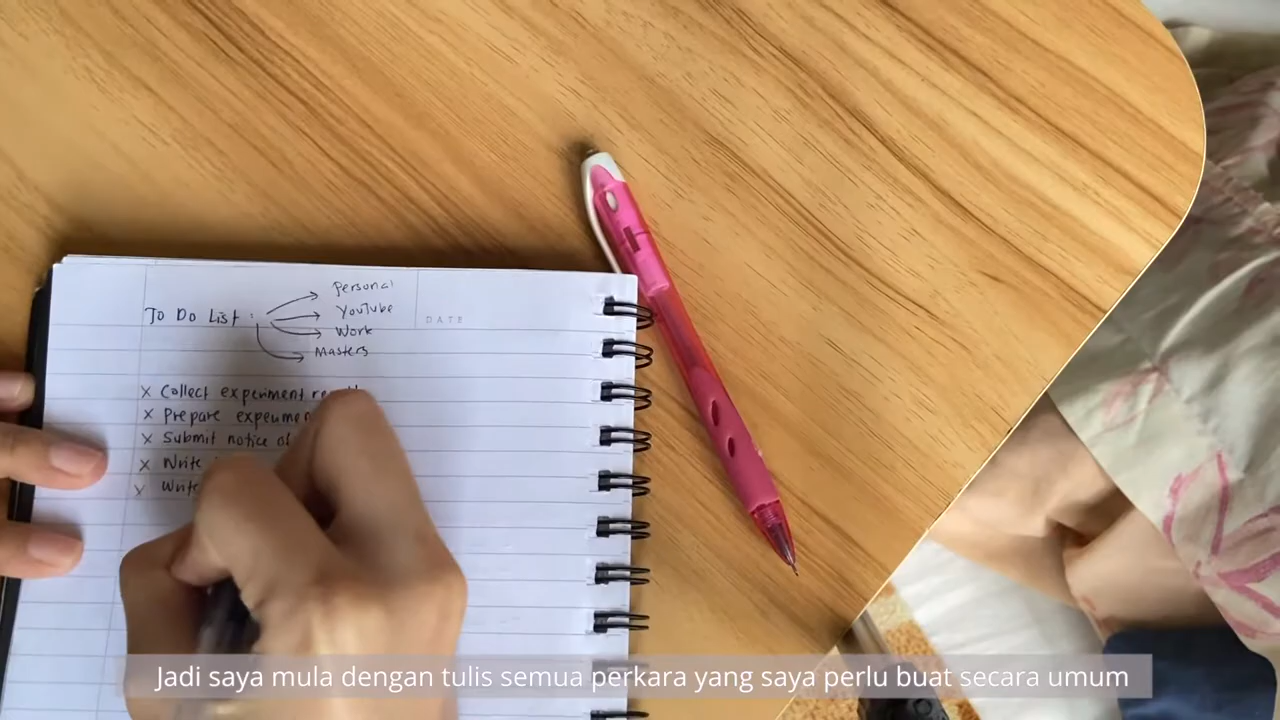 Personal
To Do List : YouTube
DATE
Work
Masters
x Collect experiment
x Prepare
x Submit notice of
x Write
x Write
Jadi saya mula dengan tulis semua perkara yang saya perlu buat secara umum